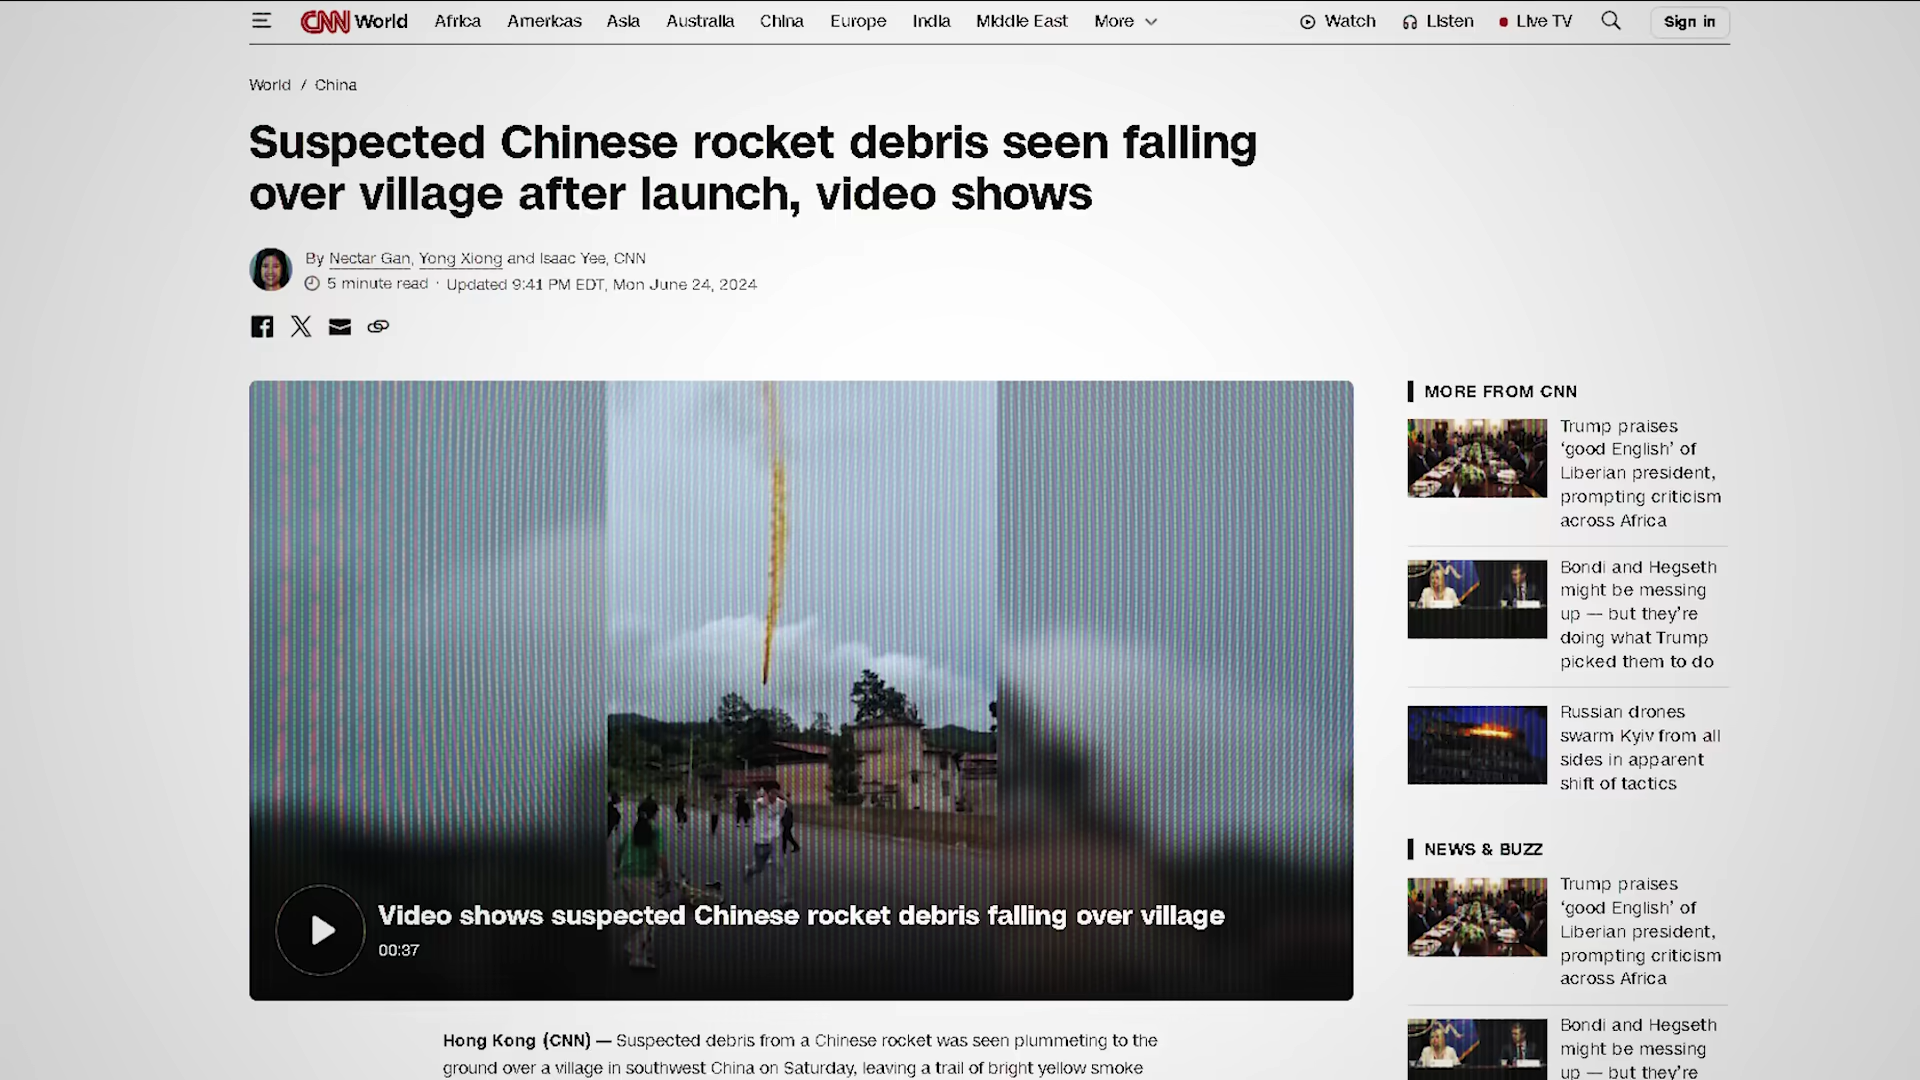 CNN World Africa Americas Asia Australia China Europe India Middle East More Watch Listen Live TV Sign in
World / China
Suspected Chinese rocket debris seen falling
over village after launch, video shows
By Nectar Gan, Yong Xiong and Isaac Yee, CNN
5 minute read · Updated 9:41 PM EDT, Mon June 24, 2024
Video shows suspected Chinese rocket debris falling over village
00:37
Hong Kong (CNN) — Suspected debris from a Chinese rocket was seen plummeting to the
ground over a village in southwest China on Saturday, leaving a trail of bright yellow smoke
MORE FROM CNN
Trump praises
‘good English’ of
Liberian president,
prompting criticism
across Africa
Bondi and Hegseth
might be messing
up — but they’re
doing what Trump
picked them to do
Russian drones
swarm Kyiv from all
sides in apparent
shift of tactics
NEWS & BUZZ
Trump praises
‘good English’ of
Liberian president,
prompting criticism
across Africa
Bondi and Hegseth
might be messing
up — but they’re